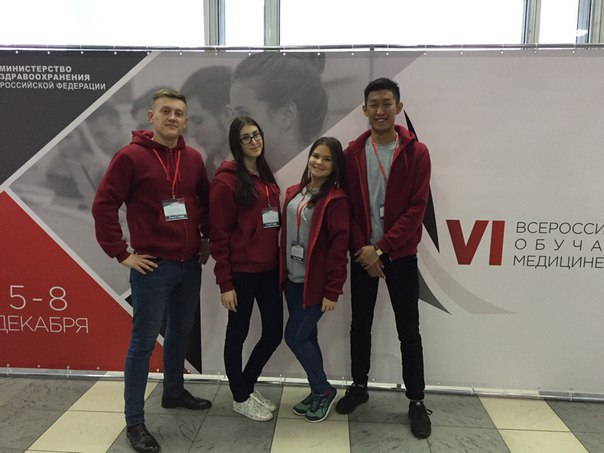 МИНИСТЕРСТВО
ЗДРАВООХРАНЕНИЯ
РОССИЙСКОЙ ФЕДЕРАЦИИ
5-8
ДЕКАБРЯ
VI
ВСЕРОССИ
ОБУЧА
МЕДИЦИНЕ